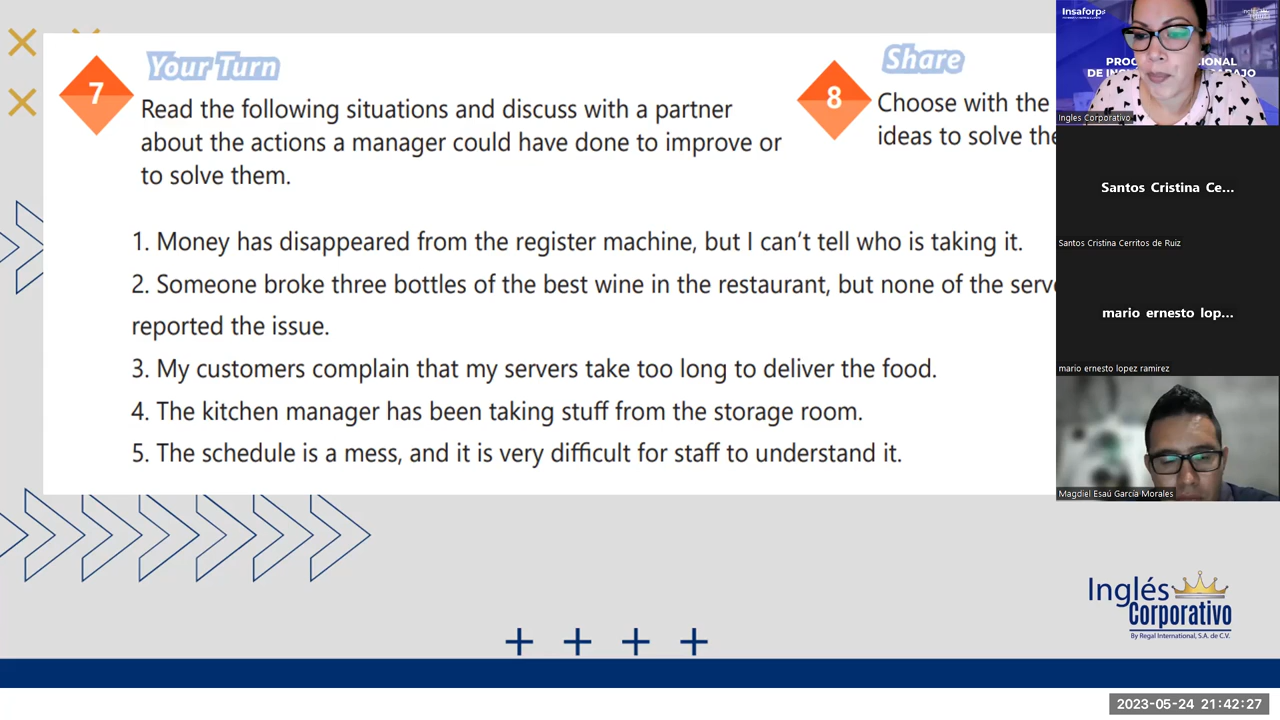 7
Your Turn
Read the following situations and discuss with a partner
about the actions a manager could have done to improve or
to solve them.
8
Share
Choose with the
ideas to solve
1. Money has disappeared from the register machine, but I can't tell who is taking it.
2. Someone broke three bottles of the best wine in the restaurant, but none of the
reported the issue.
3. My customers complain that my servers take too long to deliver the food.
4. The kitchen manager has been taking stuff from the storage room.
5. The schedule is a mess, and it is very difficult for staff to understand it.
Insaforp
Ingles Corporativo
Santos Cristina Ce...
Santos Cristina Cerritos de Ruiz
mario ernesto lop...
mario ernesto lopez ramirez
Magdiel Esaú García Morales
Inglés
Corporativo
By Regal International, S.A. de C.V.
2023-05-24 21:42:27